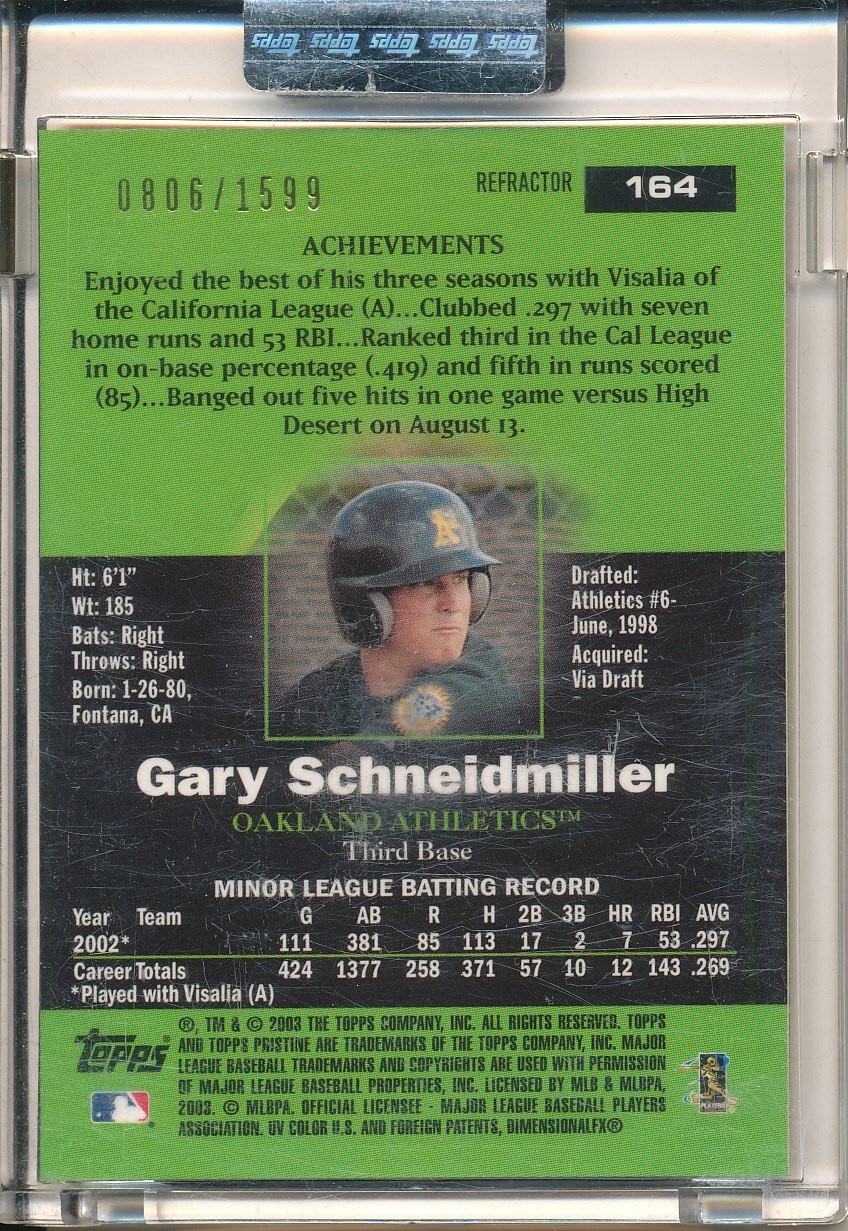 Topps Topps Topps Topps Topps
0806/1599
REFRACTOR 164
ACHIEVEMENTS
Enjoyed the best of his three seasons with Visalia of
the California League (A)...Clubbed .297 with seven
home runs and 53 RBI...Ranked third in the Cal League
in on-base percentage (.419) and fifth in runs scored
(85)...Banged out five hits in one game versus High
Desert on August 13.
A's
Ht: 6'1"
Wt: 185
Bats: Right
Throws: Right
Born: 1-26-80,
Fontana, CA
Drafted:
Athletics #6-
June, 1998
Acquired:
Via Draft
Gary Schneidmiller
OAKLAND ATHLETICS™
Third Base
MINOR LEAGUE BATTING RECORD
Year Team G AB R H 2B 3B HR RBI AVG
2002* 111 381 85 113 17 2 7 53 .297
Career Totals 424 1377 258 371 57 10 12 143 .269
*Played with Visalia (A)
Topps®
®, TM & © 2003 THE TOPPS COMPANY, INC. ALL RIGHTS RESERVED. TOPPS
AND TOPPS PRISTINE ARE TRADEMARKS OF THE TOPPS COMPANY, INC. MAJOR
LEAGUE BASEBALL TRADEMARKS AND COPYRIGHTS ARE USED WITH PERMISSION
OF MAJOR LEAGUE BASEBALL PROPERTIES, INC. LICENSED BY MLB & MLBPA,
2003. © MLBPA. OFFICIAL LICENSEE - MAJOR LEAGUE BASEBALL PLAYERS
ASSOCIATION. UV COLOR U.S. AND FOREIGN PATENTS, DIMENSIONALFX®
PLAYERS